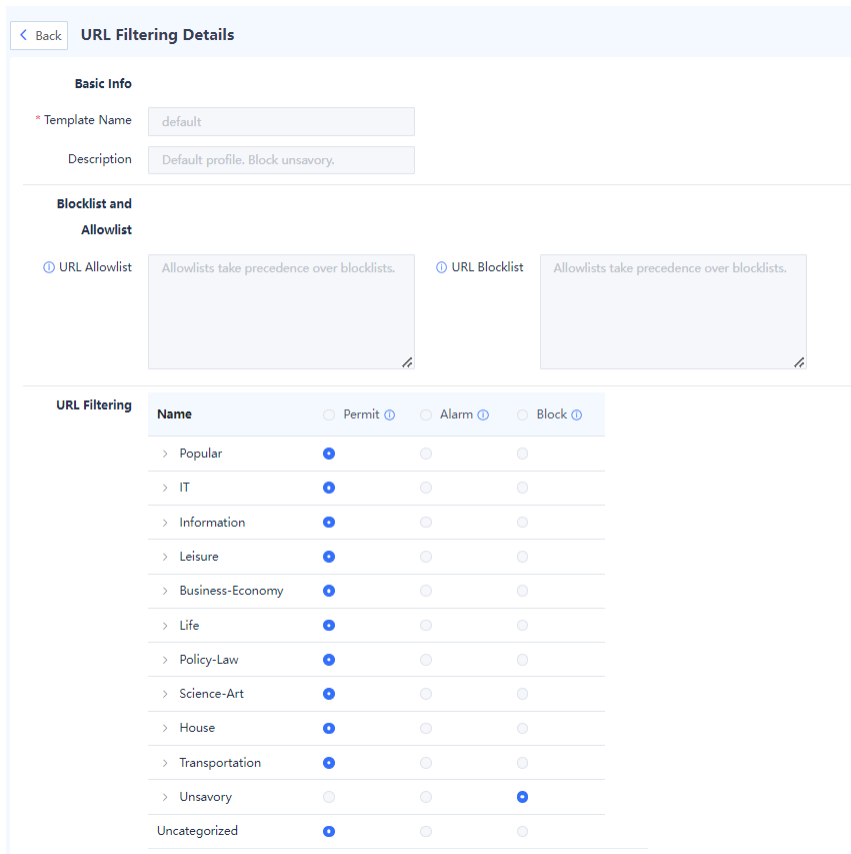 Back URL Filtering Details
Basic Info
* Template Name default
Description Default profile. Block unsavory.
Blocklist and
Allowlist
URL Allowlist Allowlists take precedence over blocklists. URL Blocklist Allowlists take precedence over blocklists.
URL Filtering Name Permit Alarm Block
Popular
IT
Information
Leisure
Business-Economy
Life
Policy-Law
Science-Art
House
Transportation
Unsavory
Uncategorized